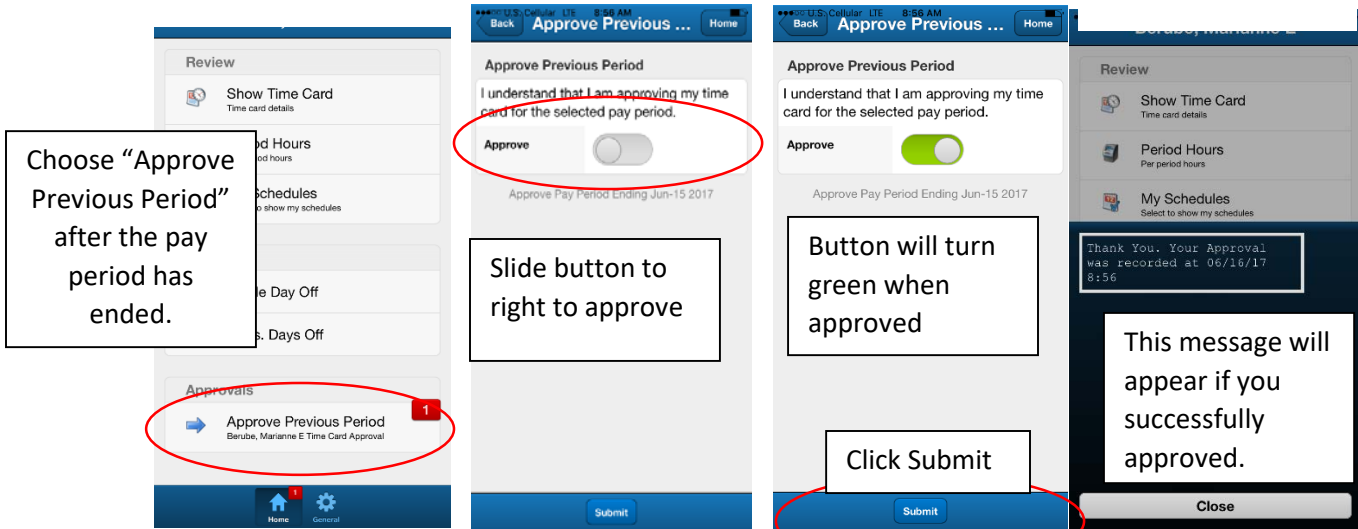 Review
Show Time Card
Time card details
d Hours
od hours
Schedules
o show my schedules
Choose “Approve
Previous Period”
after the pay
period has
ended.
e Day Off
s. Days Off
Approvals
Approve Previous Period
Berube, Marianne E Time Card Approval
1
1
Home
General
U.S. Cellular LTE 8:56 AM
Back
Approve Previous ...
Home
Approve Previous Period
I understand that I am approving my time
card for the selected pay period.
Approve
Approve Pay Period Ending Jun-15 2017
Slide button to
right to approve
Submit
U.S. Cellular LTE 8:56 AM
Back
Approve Previous ...
Home
Approve Previous Period
I understand that I am approving my time
card for the selected pay period.
Approve
Approve Pay Period Ending Jun-15 2017
Button will turn
green when
approved
Click Submit
Submit
Berube, Marianne E
Review
Show Time Card
Time card details
Period Hours
Per period hours
My Schedules
Select to show my schedules
Thank You. Your Approval
was recorded at 06/16/17
8:56
This message will
appear if you
successfully
approved.
Close